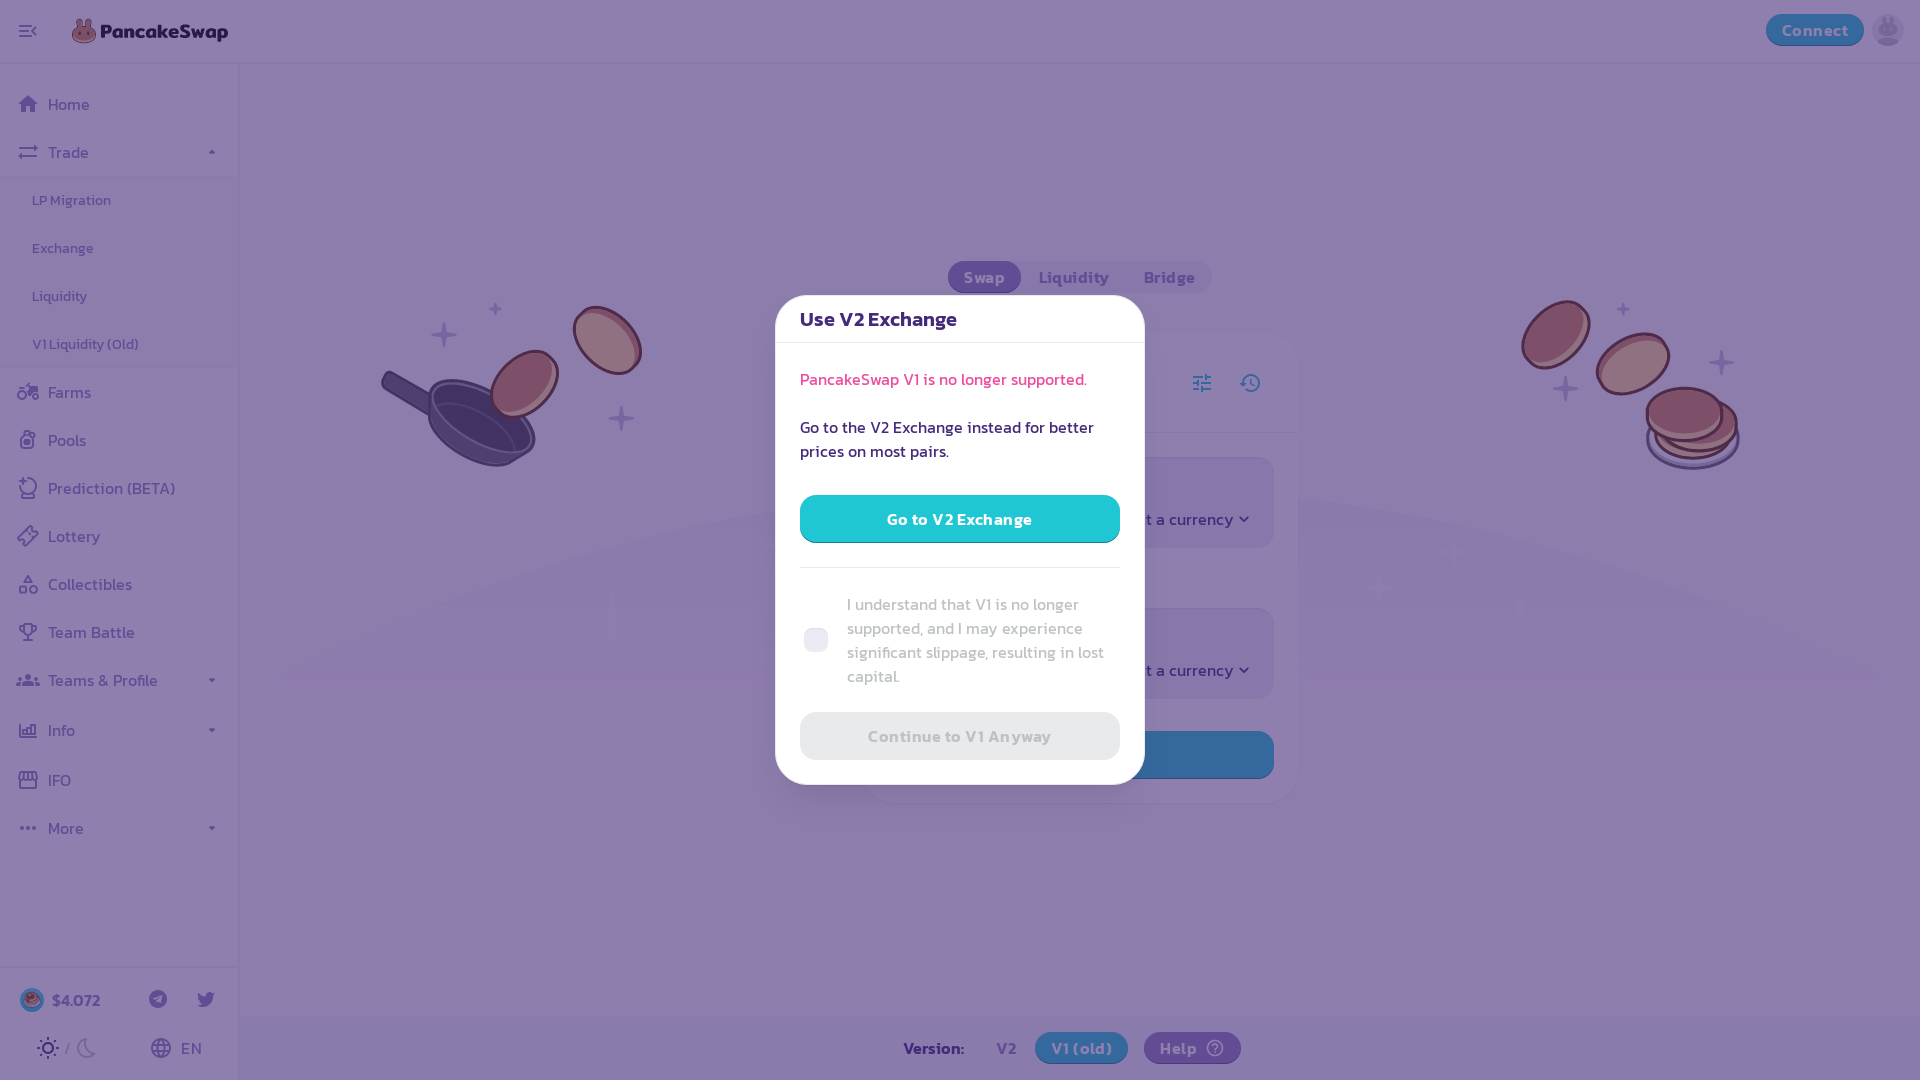 PancakeSwap
Connect
Home
Trade
LP Migration
Exchange
Liquidity
V1 Liquidity (Old)
Farms
Pools
Prediction (BETA)
Lottery
Collectibles
Team Battle
Teams & Profile
Info
IFO
More
$4.072
/
EN
Swap
Liquidity
Bridge
Use V2 Exchange
PancakeSwap V1 is no longer supported.
Go to the V2 Exchange instead for better
prices on most pairs.
Go to V2 Exchange
I understand that V1 is no longer
supported, and I may experience
significant slippage, resulting in lost
capital.
Continue to V1 Anyway
t a currency
t a currency
Version:
V2
V1 (old)
Help